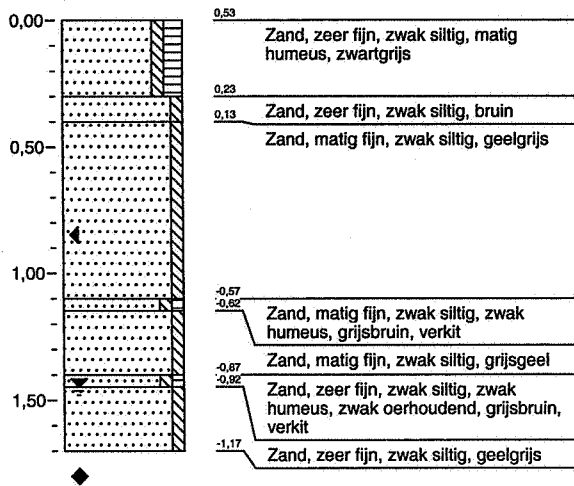 0,00
0,53
Zand, zeer fijn, zwak siltig, matig
humeus, zwartgrijs
0,23
Zand, zeer fijn, zwak siltig, bruin
0,13
Zand, matig fijn, zwak siltig, geelgrijs
0,50
1,00
-0,57
-0,62
Zand, matig fijn, zwak siltig, zwak
humeus, grijsbruin, verkit
Zand, matig fijn, zwak siltig, grijsgeel
-0,87
-0,92
Zand, zeer fijn, zwak siltig, zwak
humeus, zwak oerhoudend, grijsbruin,
verkit
1,50
-1,17
Zand, zeer fijn, zwak siltig, geelgrijs